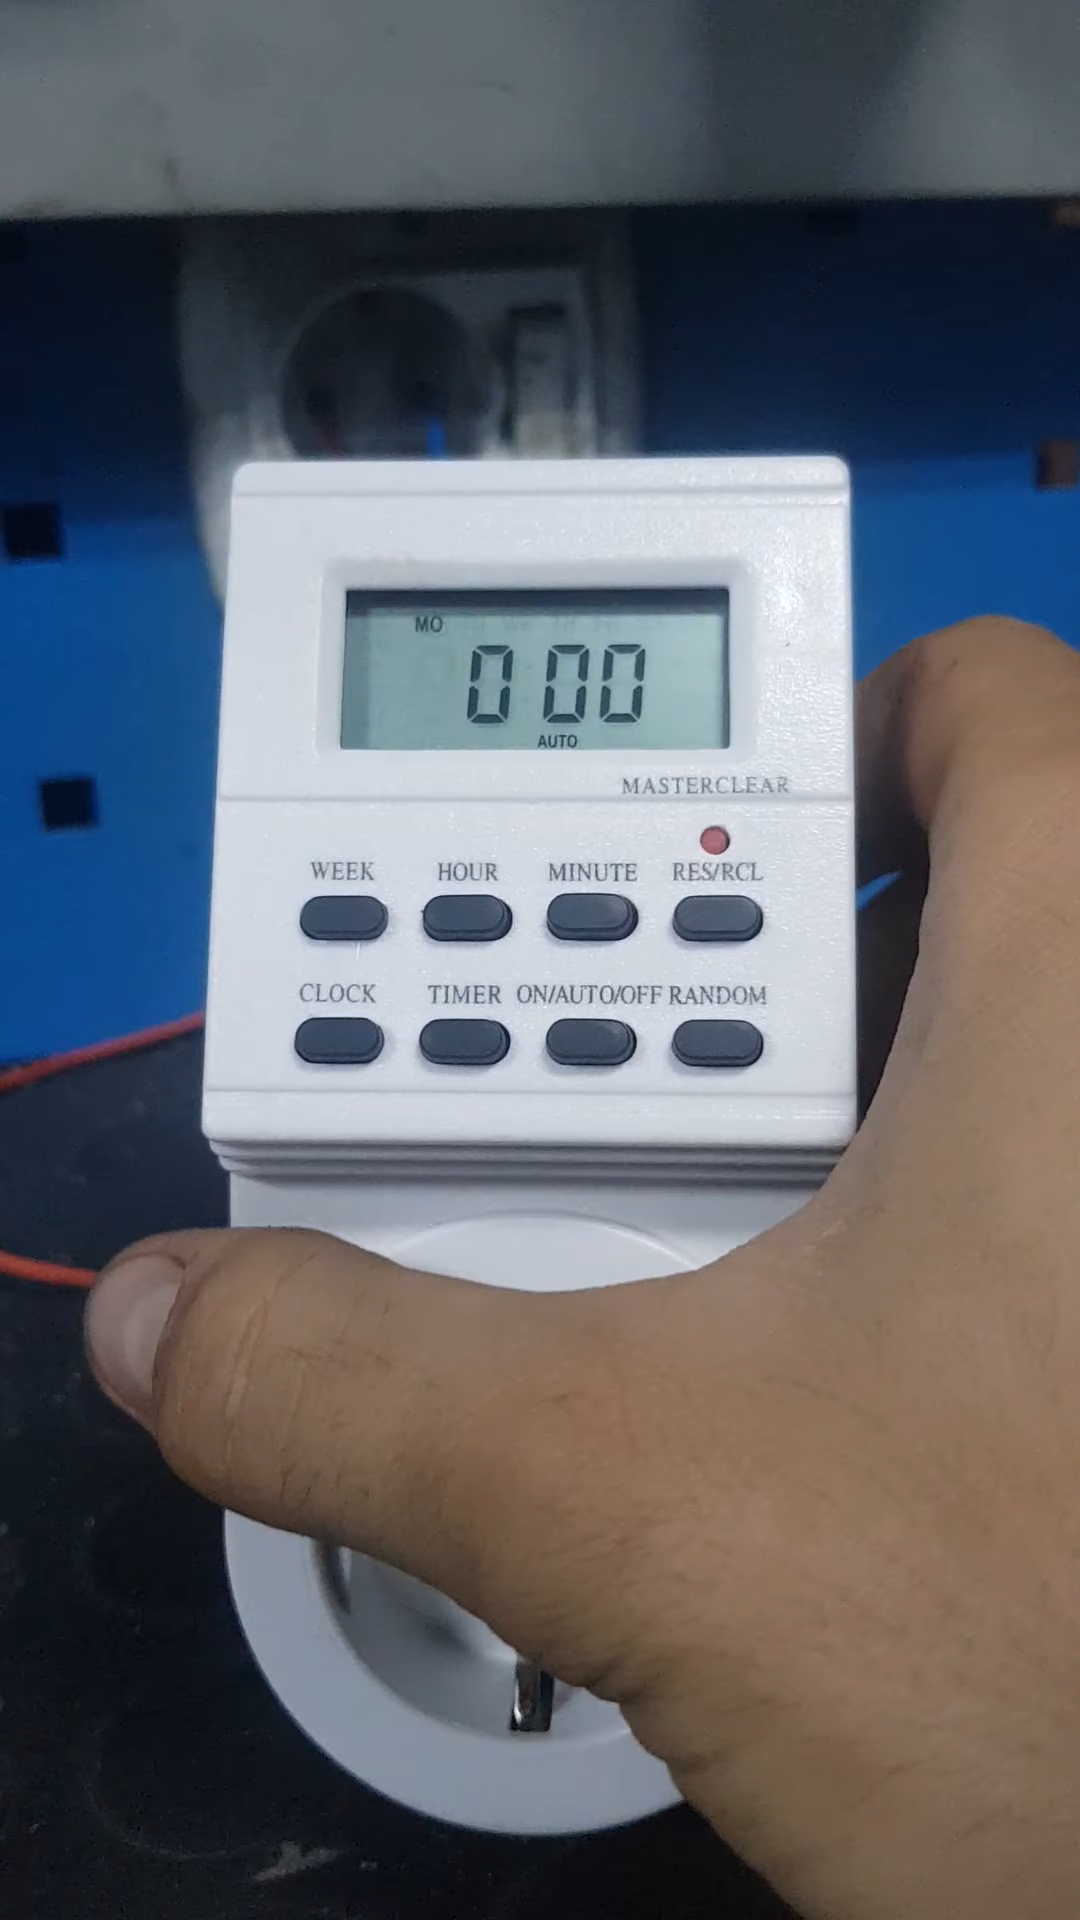 MO
0 00
AUTO
MASTERCLEAR
WEEK HOUR MINUTE RES/RCL
CLOCK TIMER ON/AUTO/OFF RANDOM